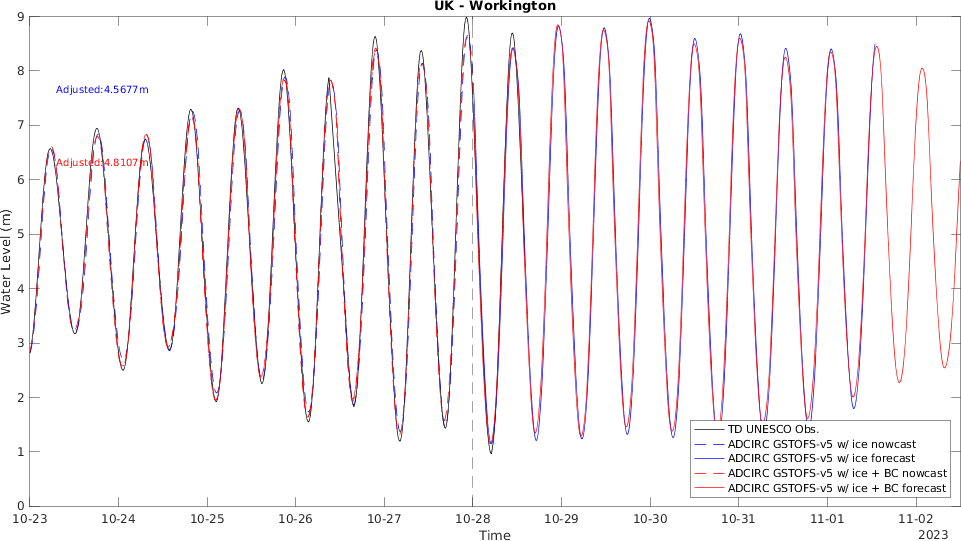 UK - Workington
9
8
7
6
5
4
3
2
1
0
Water Level (m)
Adjusted:4.5677m
Adjusted:4.8107m
TD UNESCO Obs.
ADCIRC GSTOFS-v5 w/ ice nowcast
ADCIRC GSTOFS-v5 w/ ice forecast
ADCIRC GSTOFS-v5 w/ ice + BC nowcast
ADCIRC GSTOFS-v5 w/ ice + BC forecast
10-23 10-24 10-25 10-26 10-27 10-28 10-29 10-30 10-31 11-01 11-02
Time
2023